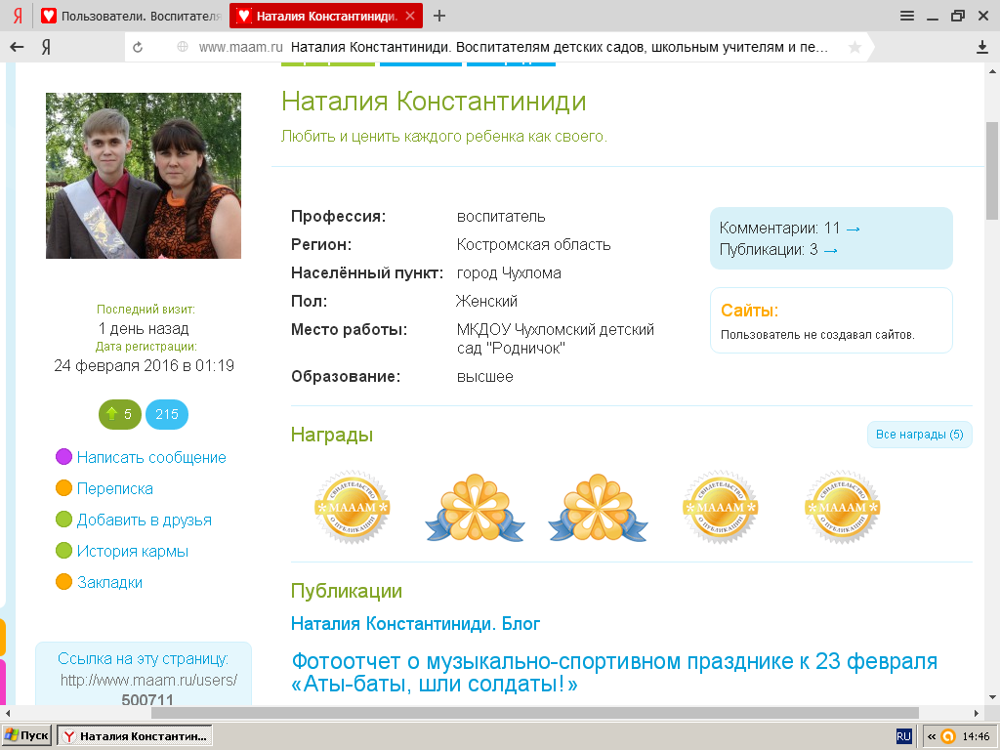 Пользователи. Воспитателя
Наталия Константиниди.
www.maam.ru Наталия Константиниди. Воспитателям детских садов, школьным учителям и пе...
Наталия Константиниди
Любить и ценить каждого ребенка как своего.
Профессия: воспитатель
Регион: Костромская область
Населённый пункт: город Чухлома
Пол: Женский
Место работы: МКДОУ Чухломский детский
сад "Родничок"
Образование: высшее
Комментарии: 11 →
Публикации: 3 →
Сайты:
Пользователь не создавал сайтов.
Последний визит:
1 день назад
Дата регистрации:
24 февраля 2016 в 01:19
5 215
Написать сообщение
Переписка
Добавить в друзья
История кармы
Закладки
Ссылка на эту страницу:
http://www.maam.ru/users/
500711
Награды
Все награды (5)
СВИДЕТЕЛЬСТВО
МАААМ
О ПУБЛИКАЦИИ
СВИДЕТЕЛЬСТВО
МАААМ
О ПУБЛИКАЦИИ
СВИДЕТЕЛЬСТВО
МАААМ
О ПУБЛИКАЦИИ
Публикации
Наталия Константиниди. Блог
Фотоотчет о музыкально-спортивном празднике к 23 февраля
«Аты-баты, шли солдаты!»
Пуск
Наталия Константин...
RU
« 14:46